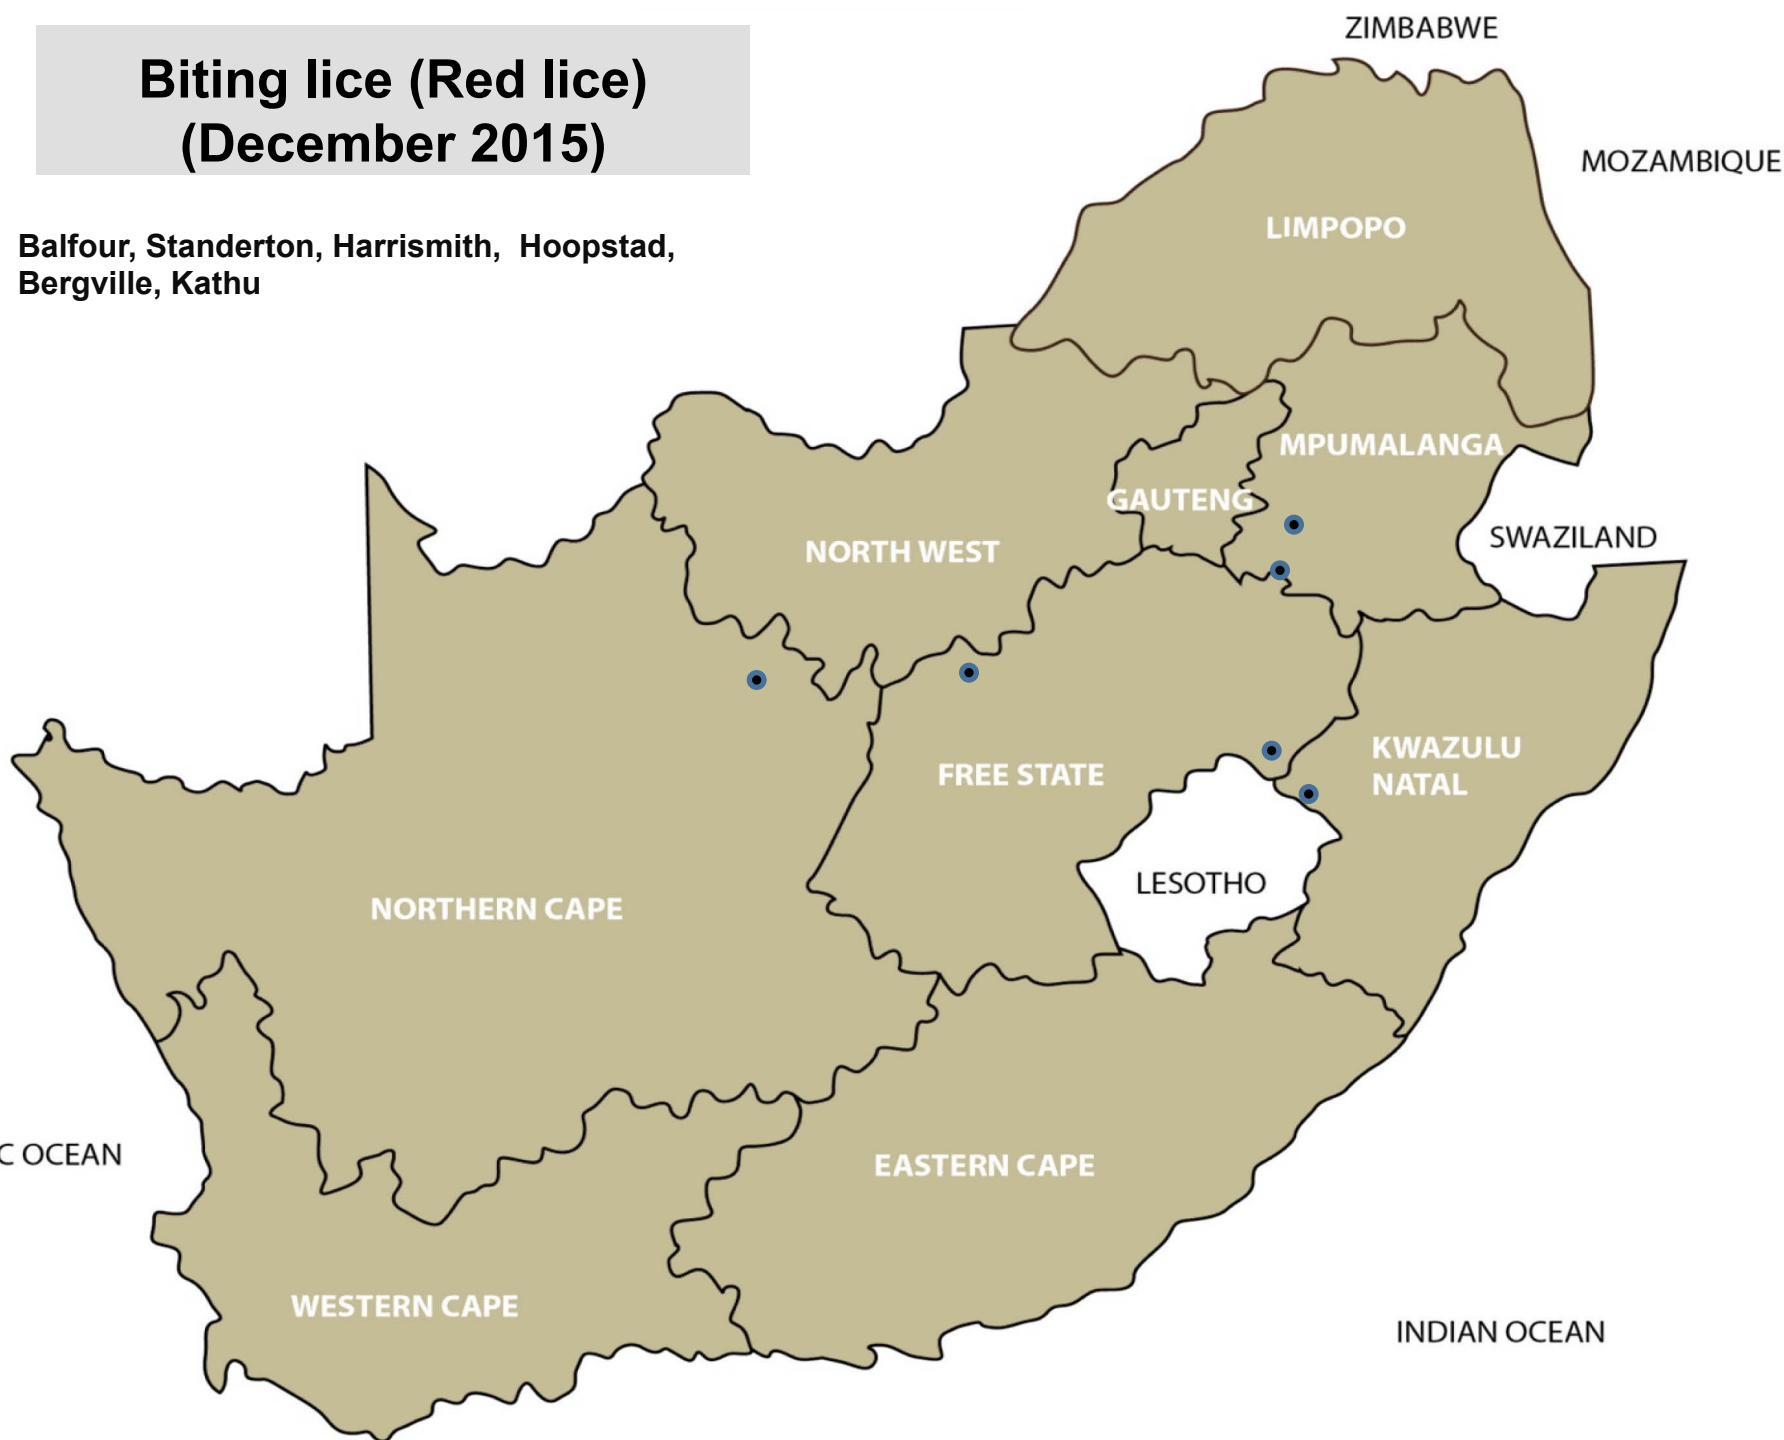 Biting lice (Red lice)
(December 2015)
Balfour, Standerton, Harrismith, Hoopstad,
Bergville, Kathu
ZIMBABWE
MOZAMBIQUE
LIMPOPO
MPUMALANGA
GAUTENG
SWAZILAND
NORTH WEST
KWAZULU
NATAL
FREE STATE
LESOTHO
NORTHERN CAPE
C OCEAN
EASTERN CAPE
WESTERN CAPE
INDIAN OCEAN